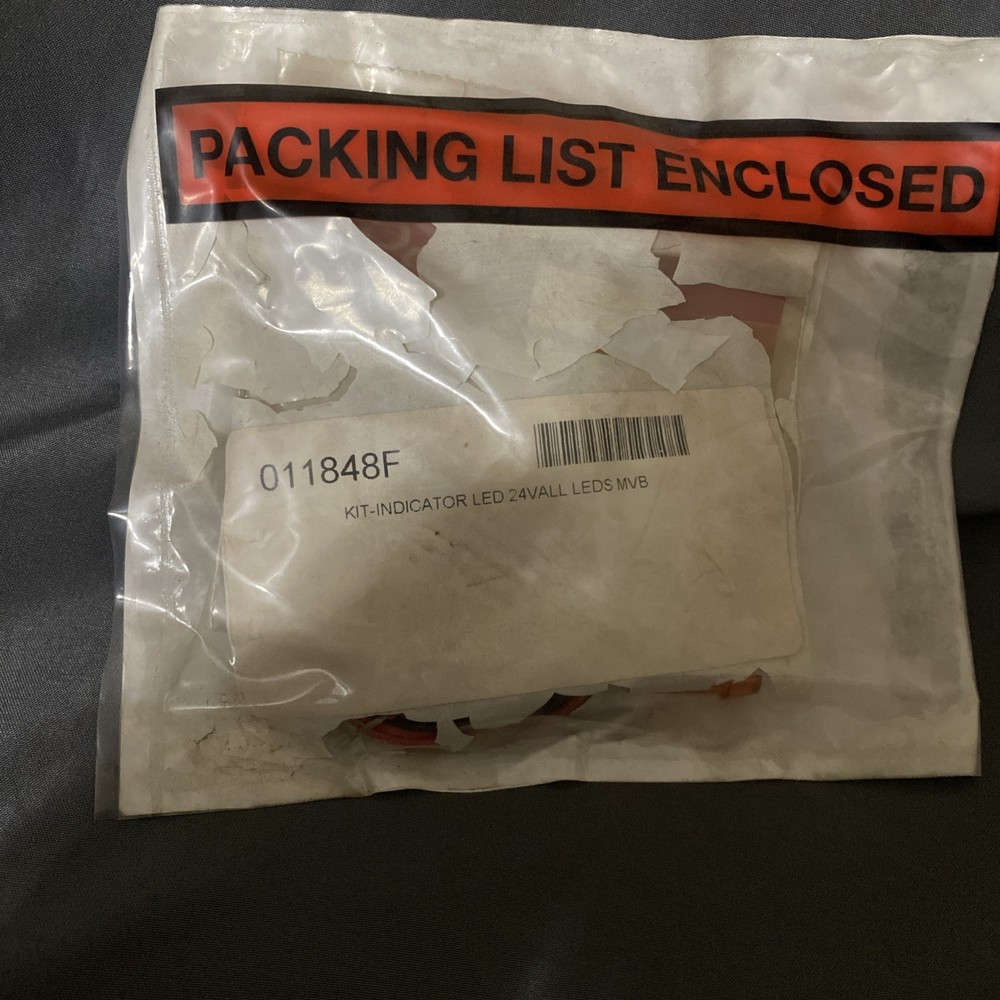 PACKING LIST ENCLOSED
011848F
KIT-INDICATOR LED 24VALL LEDS MVB